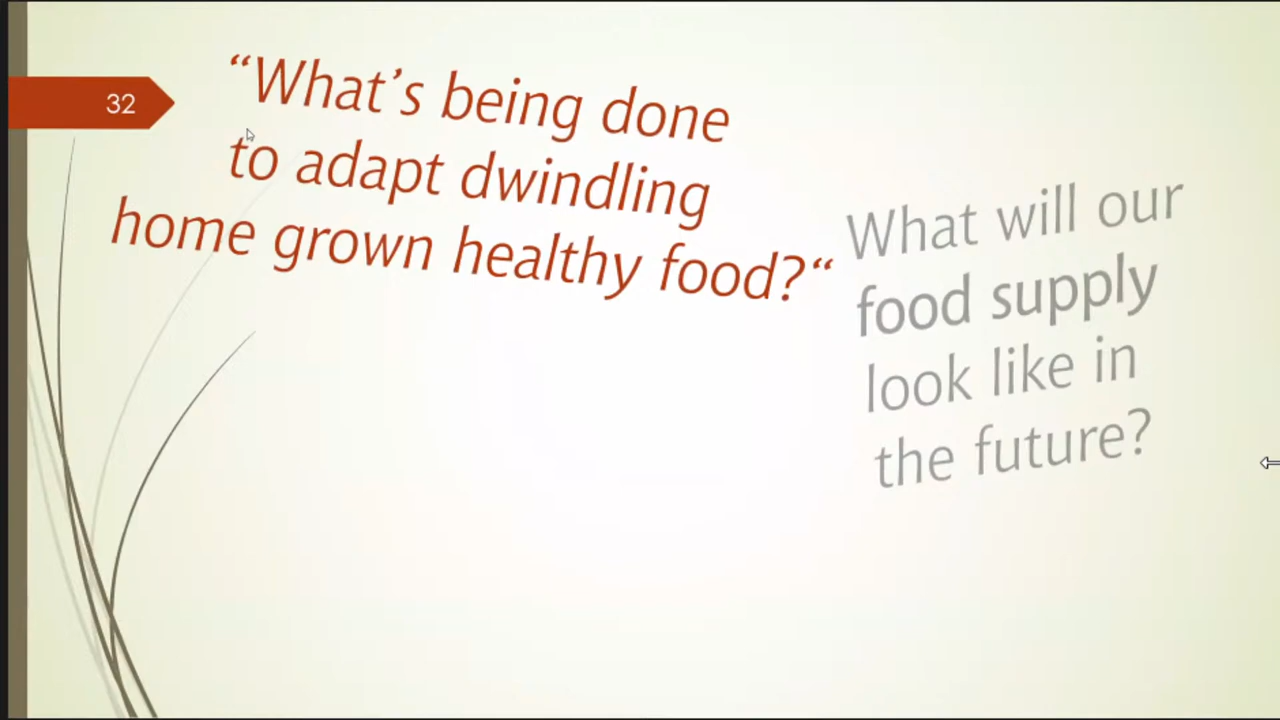 32
“What’s being done
to adapt dwindling
home grown healthy food?“
What will our
food supply
look like in
the future?